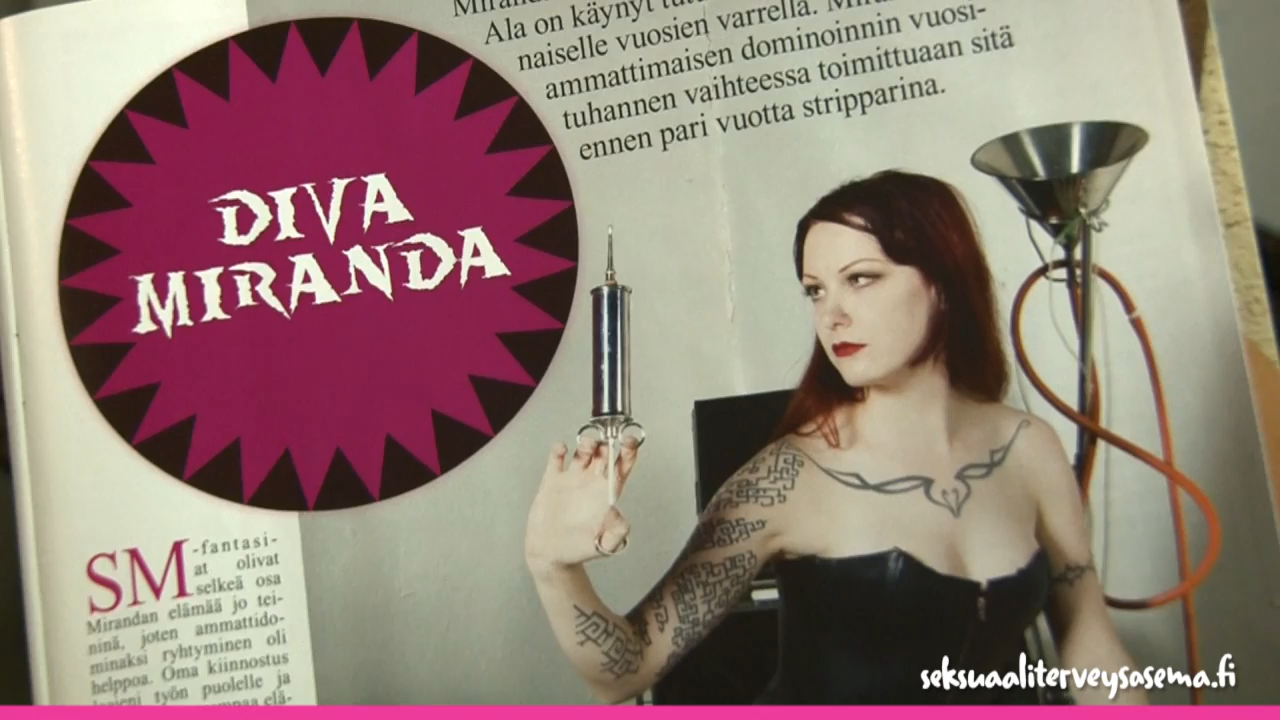 Ala on käynyt
naiselle vuosien varrella.
ammattimaisen dominoinnin vuosi-
tuhannen vaihteessa toimittuaan sitä
ennen pari vuotta stripparina.
DIVA
MIRANDA
SM-fantasi-
at olivat
selkeä osa
Mirandan elämää jo tei-
ninä, joten ammattido-
minaksi ryhtyminen oli
helppoa. Oma kiinnostus
työn puolelle ja
seksuaaliterveysasema.fi